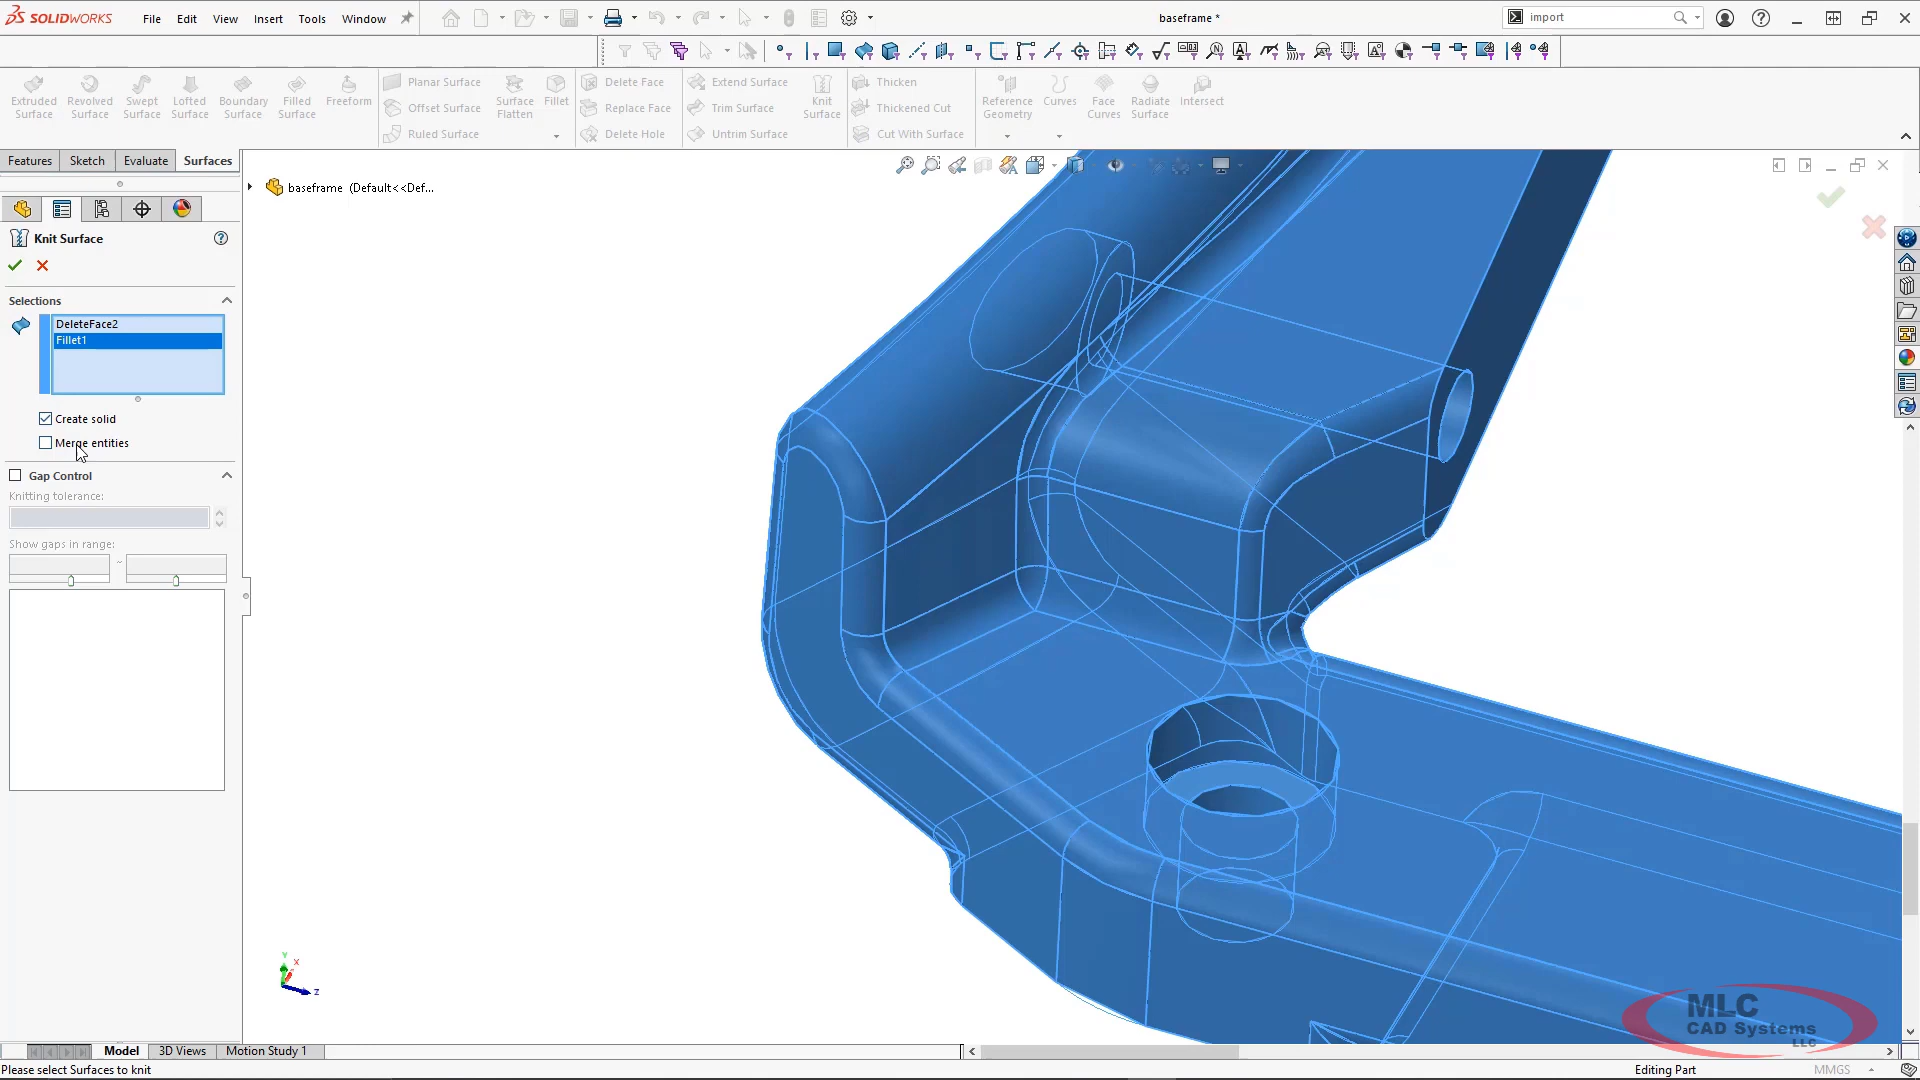 SOLIDWORKS File Edit View Insert Tools Window baseframe * import
Extruded Surface Revolved Surface Swept Surface Lofted Surface Boundary Surface Filled Surface Freeform
Planar Surface
Offset Surface
Ruled Surface
Surface Flatten Fillet
Delete Face
Replace Face
Delete Hole
Extend Surface
Trim Surface
Untrim Surface
Knit Surface
Thicken
Thickened Cut
Cut With Surface
Reference Geometry Curves Face Curves Radiate Surface Intersect
Features Sketch Evaluate Surfaces
baseframe (Default<<Def...
Knit Surface
Selections
DeleteFace2
Fillet1
Create solid
Merge entities
Gap Control
Knitting tolerance:
Show gaps in range:
~
Y
X
Z
MLC
CAD Systems
LLC
Model 3D Views Motion Study 1
Please select Surfaces to knit Editing Part MMGS